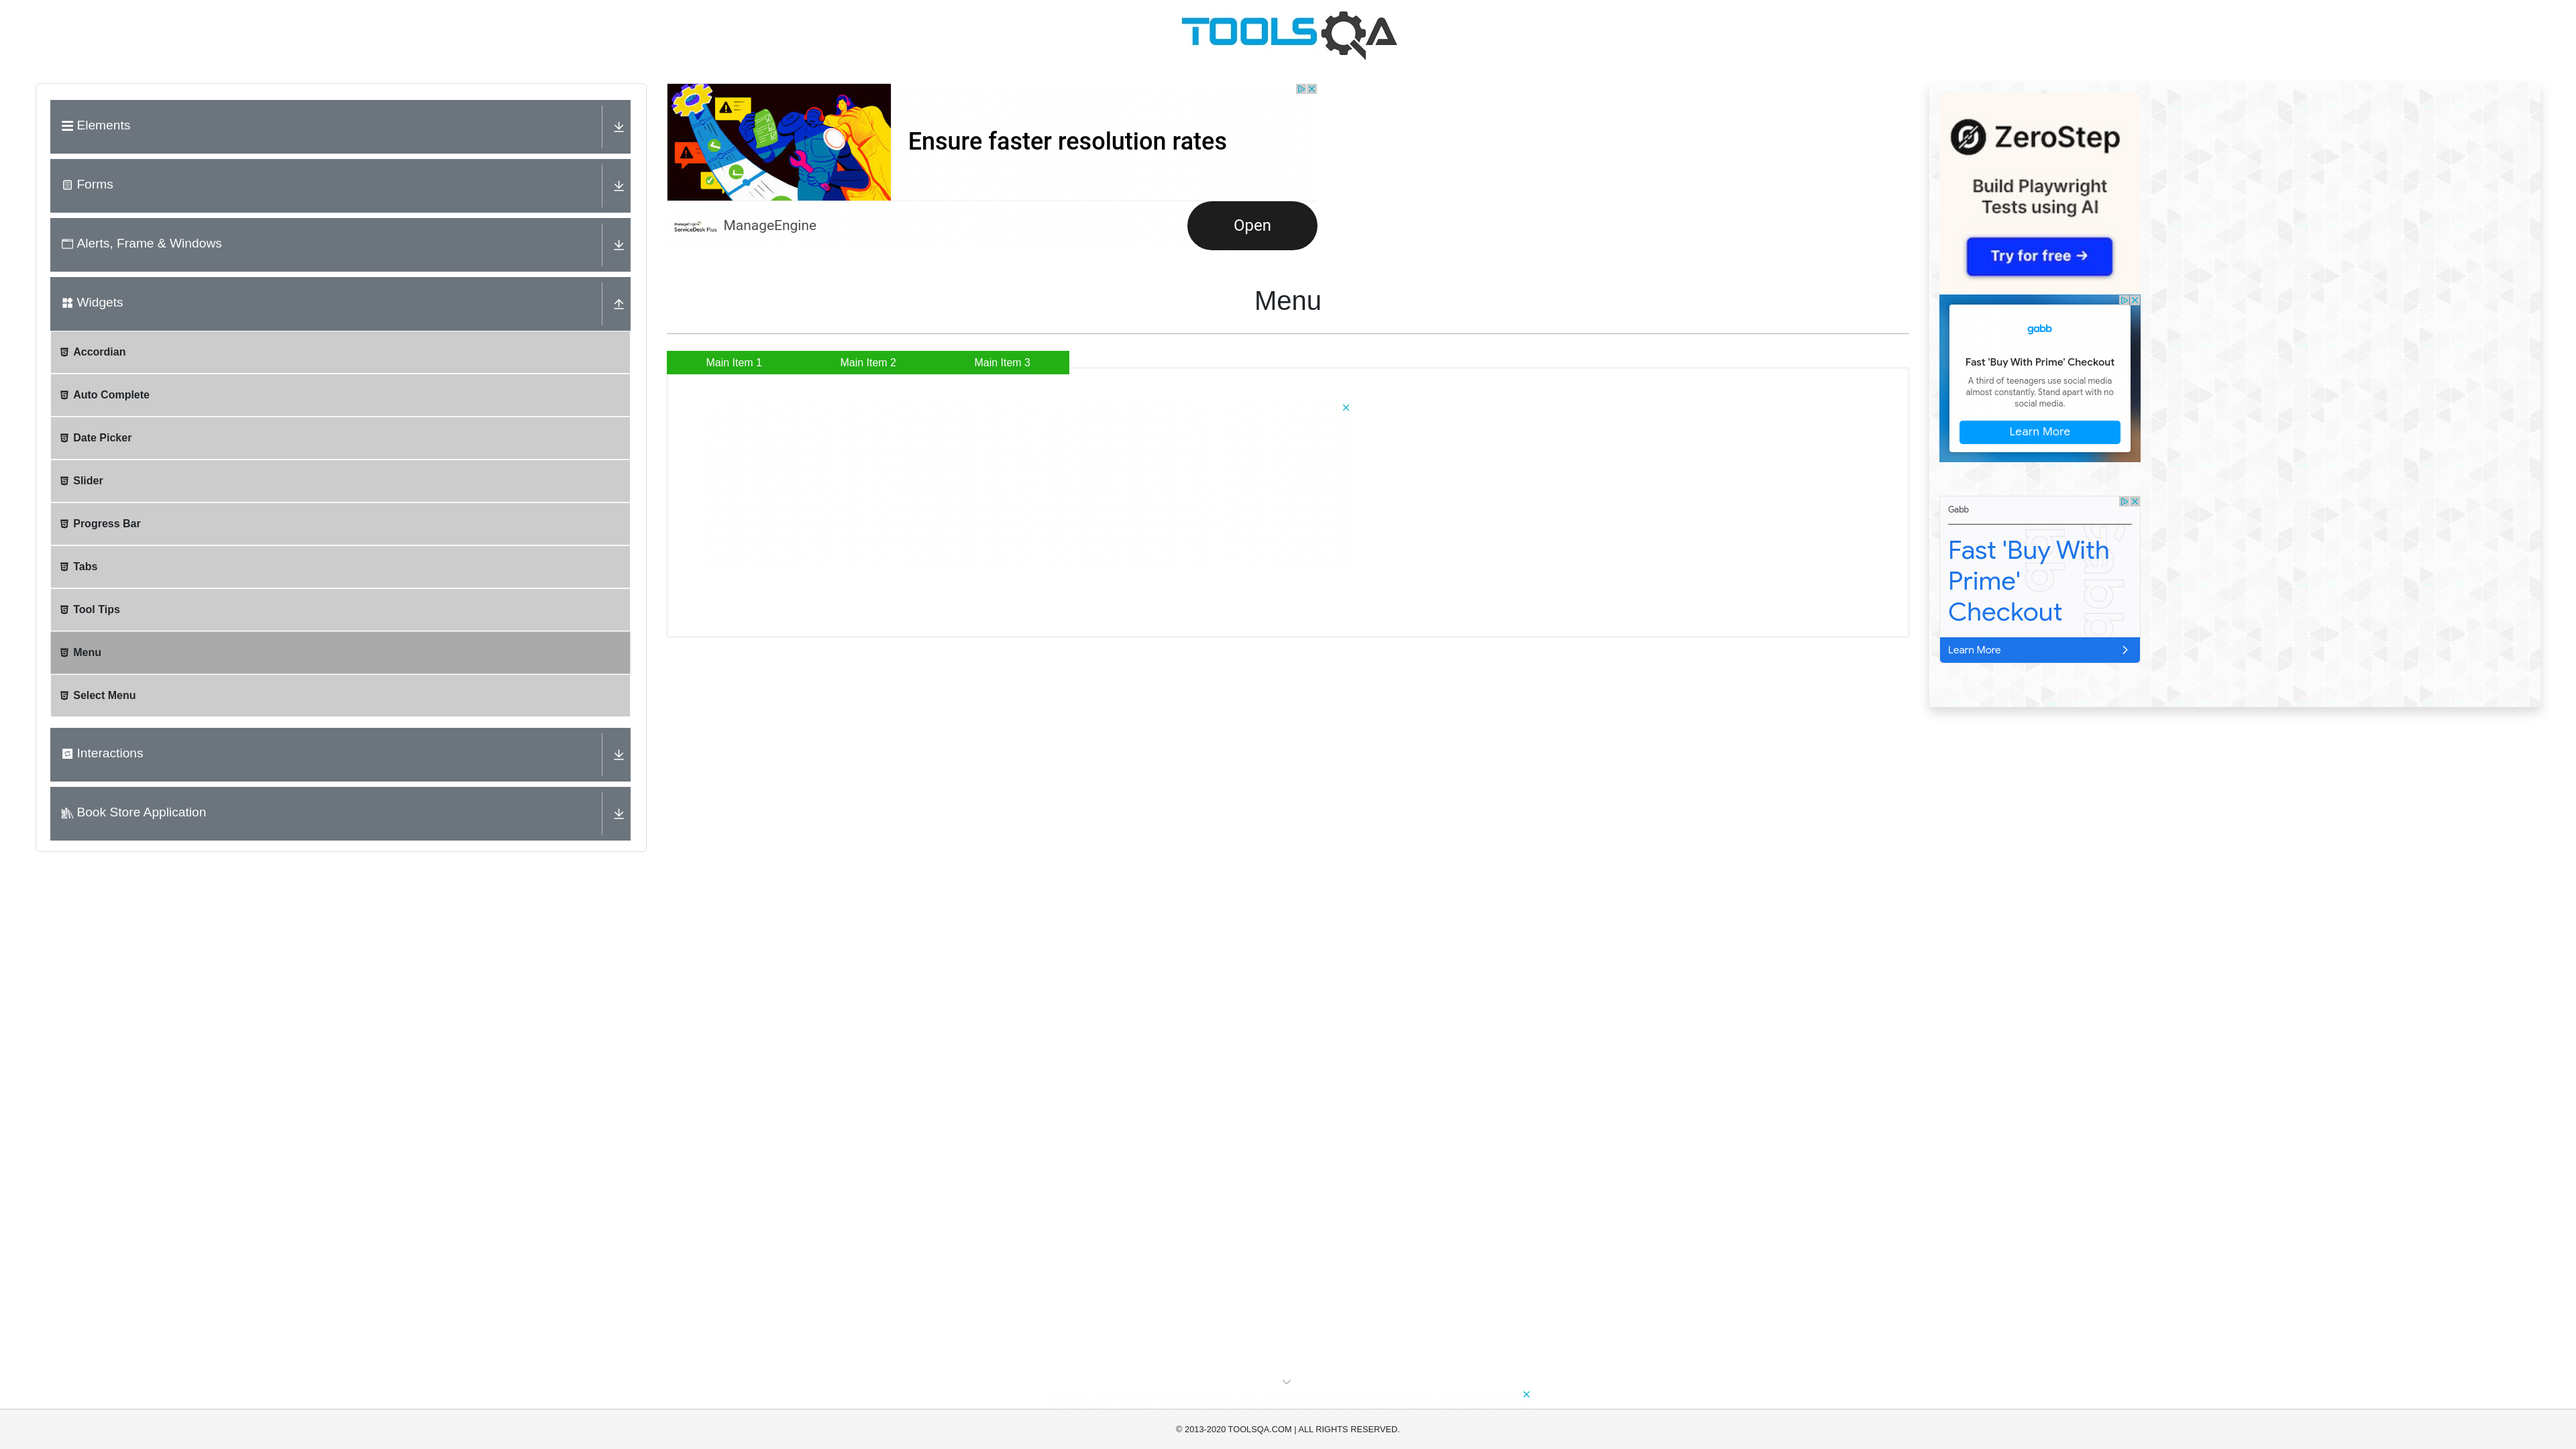 TOOLSQA
Elements
Forms
Alerts, Frame & Windows
Widgets
Accordian
Auto Complete
Date Picker
Slider
Progress Bar
Tabs
Tool Tips
Menu
Select Menu
Interactions
Book Store Application
Ensure faster resolution rates
ServiceDesk Plus
ManageEngine
Open
Menu
Main Item 1
Main Item 2
Main Item 3
ZeroStep
Build Playwright
Tests using AI
Try for free →
gabb
Fast 'Buy With Prime' Checkout
A third of teenagers use social media
almost constantly. Stand apart with no
social media.
Learn More
Gabb
Fast 'Buy With
Prime'
Checkout
Learn More
© 2013-2020 TOOLSQA.COM | ALL RIGHTS RESERVED.